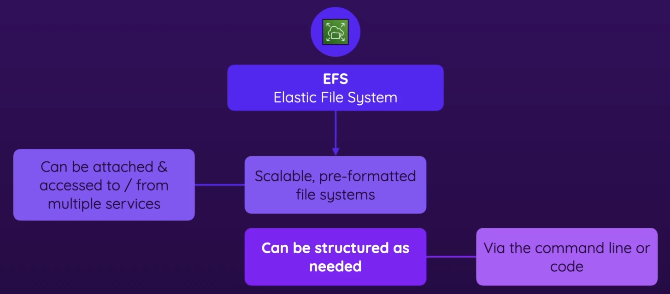 EFS
Elastic File System
Can be attached &
accessed to / from
multiple services
Scalable, pre-formatted
file systems
Can be structured as
needed
Via the command line or
code